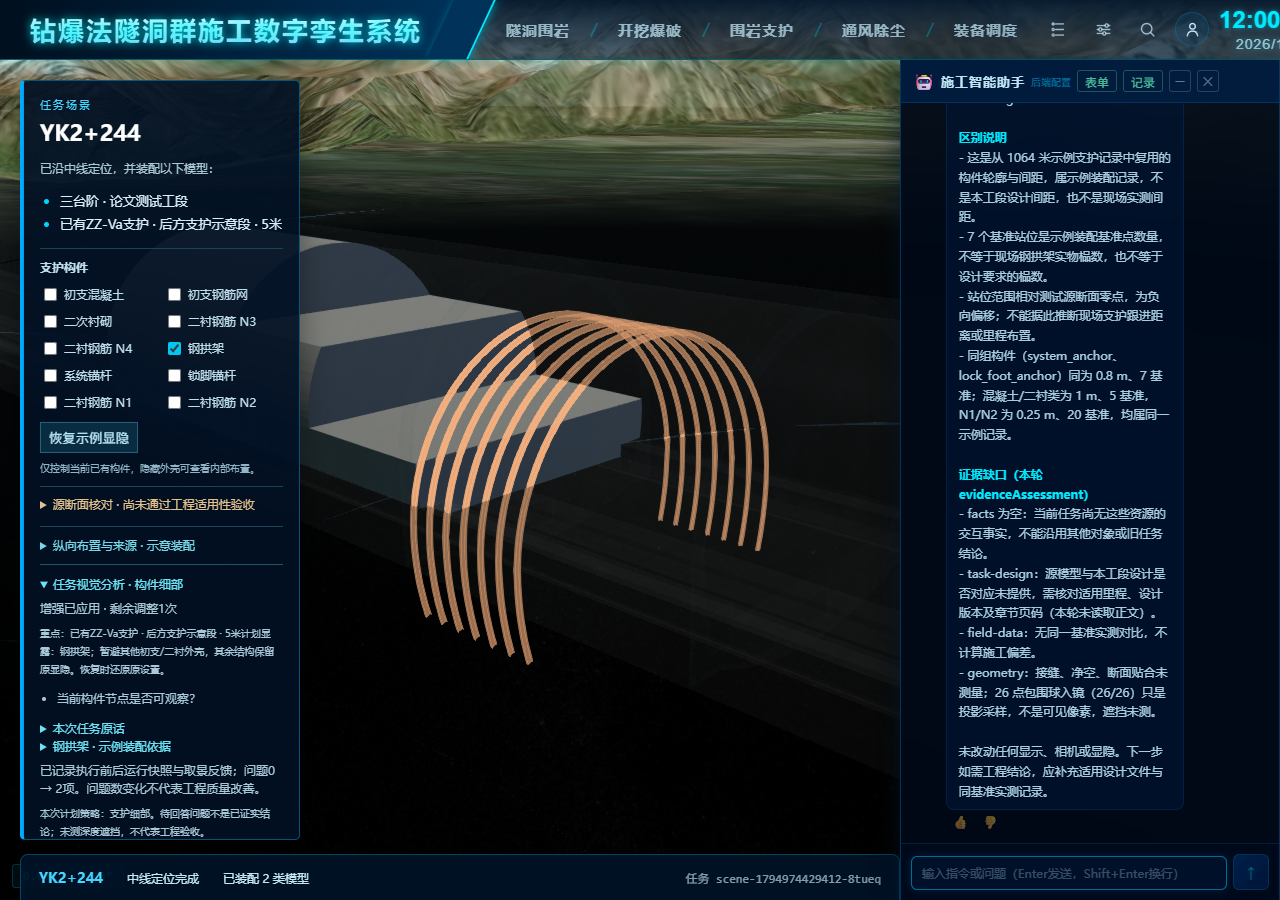 钻爆法隧洞群施工数字孪生系统
隧洞围岩 / 开挖爆破 / 围岩支护 / 通风除尘 / 装备调度
12:00
2026/1
任务场景
YK2+244
已沿中线定位，并装配以下模型：
• 三台阶 · 论文测试工段
• 已有ZZ-Va支护 · 后方支护示意段 · 5米
支护构件
初支混凝土 初支钢筋网
二次衬砌 二衬钢筋 N3
二衬钢筋 N4 钢拱架
系统锚杆 锁脚锚杆
二衬钢筋 N1 二衬钢筋 N2
恢复示例显隐
仅控制当前已有构件，隐藏外壳可查看内部布置。
▶ 源断面核对 · 尚未通过工程适用性验收
▶ 纵向布置与来源 · 示意装配
▼ 任务视觉分析 · 构件细部
增强已应用 · 剩余调整1次
重点：已有ZZ-Va支护 · 后方支护示意段 · 5米计划显
露：钢拱架；暂避其他初支/二衬外壳，其余结构保留
原显隐。恢复时还原原设置。
• 当前构件节点是否可观察？
▶ 本次任务原话
▶ 钢拱架 · 示例装配依据
已记录执行前后运行快照与取景反馈；问题0
→ 2项。问题数变化不代表工程质量改善。
本次计划策略：支护细部。待回答问题不是已证实结
论；未测深度遮挡，不代表工程验收。
YK2+244 中线定位完成 已装配 2 类模型
任务 scene-1794974429412-8tueq
施工智能助手 后端配置 表单 记录
区别说明
- 这是从 1064 米示例支护记录中复用的
构件轮廓与间距，属示例装配记录，不
是本工段设计间距，也不是现场实测间
距。
- 7 个基准站位是示例装配基准点数量，
不等于现场钢拱架实物榀数，也不等于
设计要求的榀数。
- 站位范围相对测试源断面零点，为负
向偏移；不能据此推断现场支护跟进距
离或里程布置。
- 同组构件（system_anchor、
lock_foot_anchor）同为 0.8 m、7 基
准；混凝土/二衬类为 1 m、5 基准，
N1/N2 为 0.25 m、20 基准，均属同一
示例记录。
证据缺口（本轮
evidenceAssessment)
- facts 为空：当前任务尚无这些资源的
交互事实，不能沿用其他对象或旧任务
结论。
- task-design：源模型与本工段设计是
否对应未提供，需核对适用里程、设计
版本及章节页码（本轮未读取正文）。
- field-data：无同一基准实测对比，不
计算施工偏差。
- geometry：接缝、净空、断面贴合未
测量；26 点包围球入镜（26/26）只是
投影采样，不是可见像素，遮挡未测。
未改动任何显示、相机或显隐。下一步
如需工程结论，应补充适用设计文件与
同基准实测记录。
输入指令或问题（Enter发送，Shift+Enter换行）